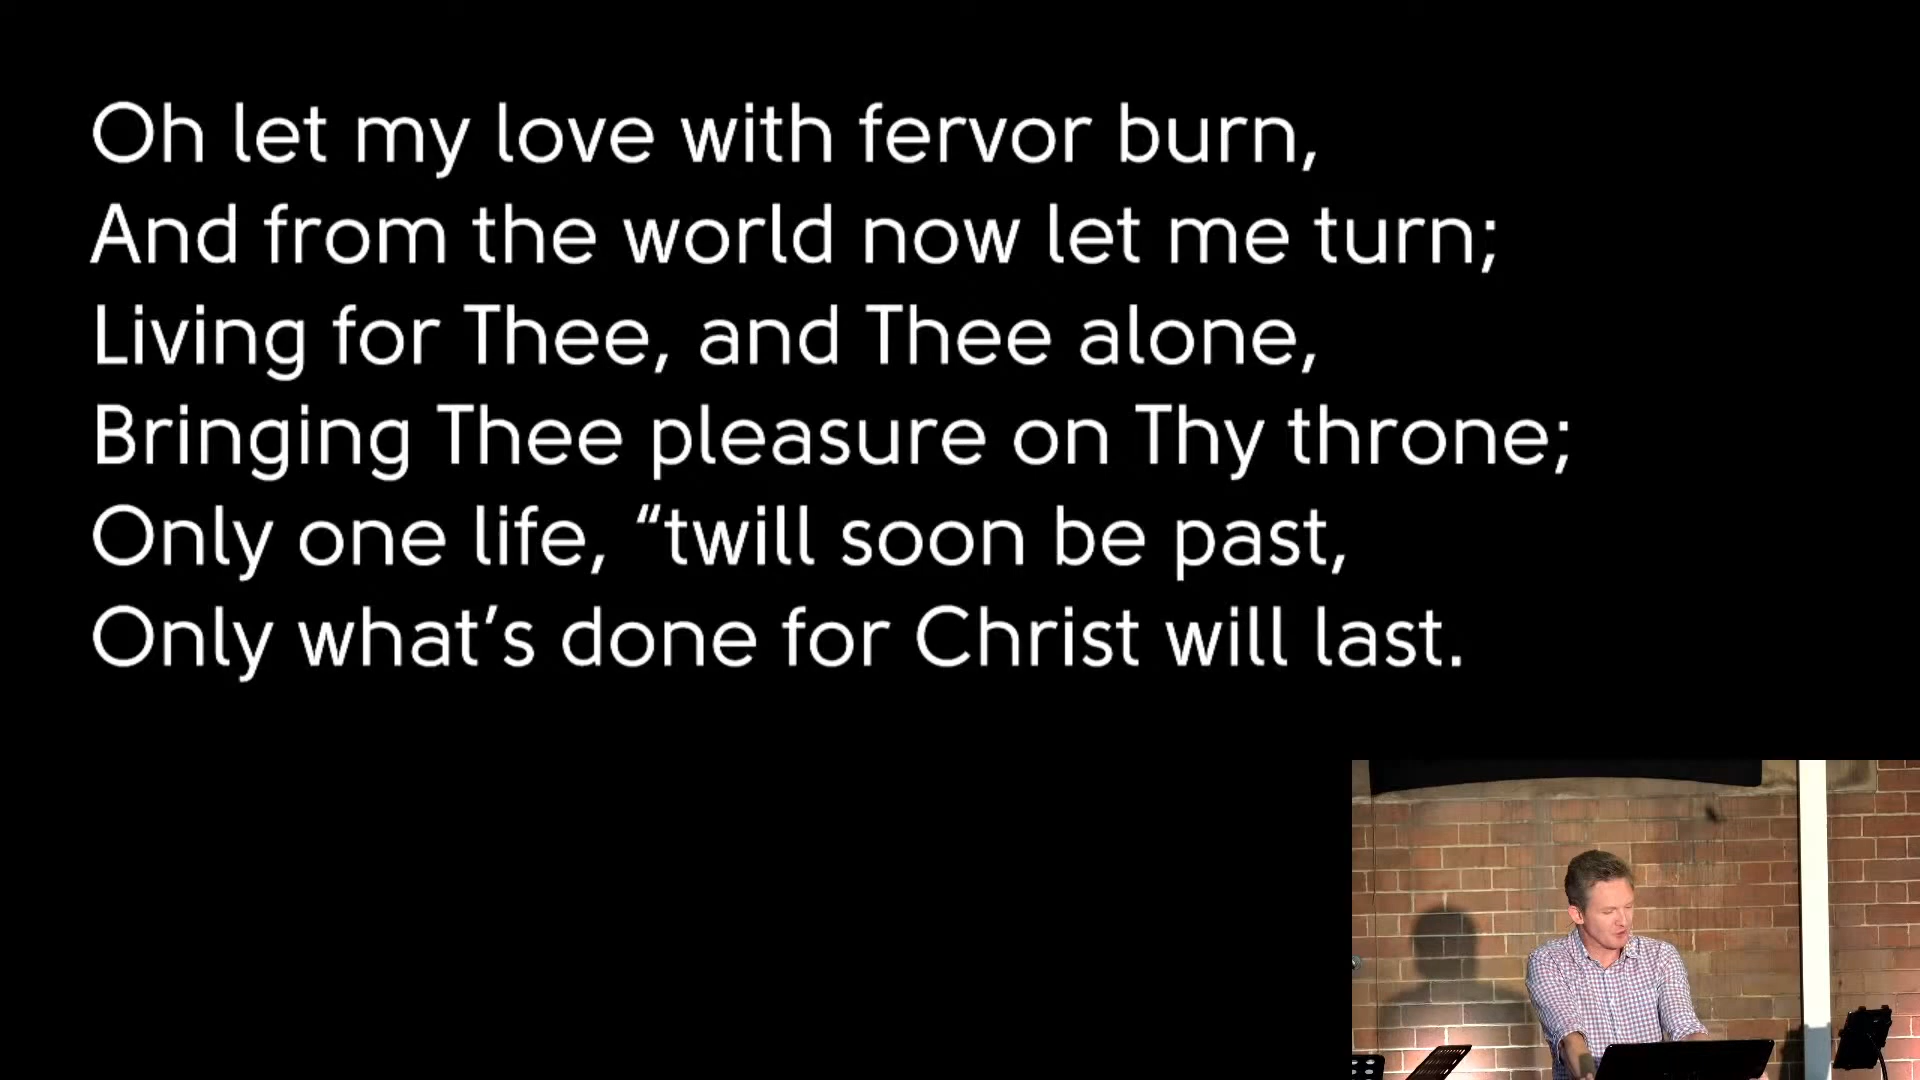 Oh let my love with fervor burn,
And from the world now let me turn;
Living for Thee, and Thee alone,
Bringing Thee pleasure on Thy throne;
Only one life, “twill soon be past,
Only what’s done for Christ will last.